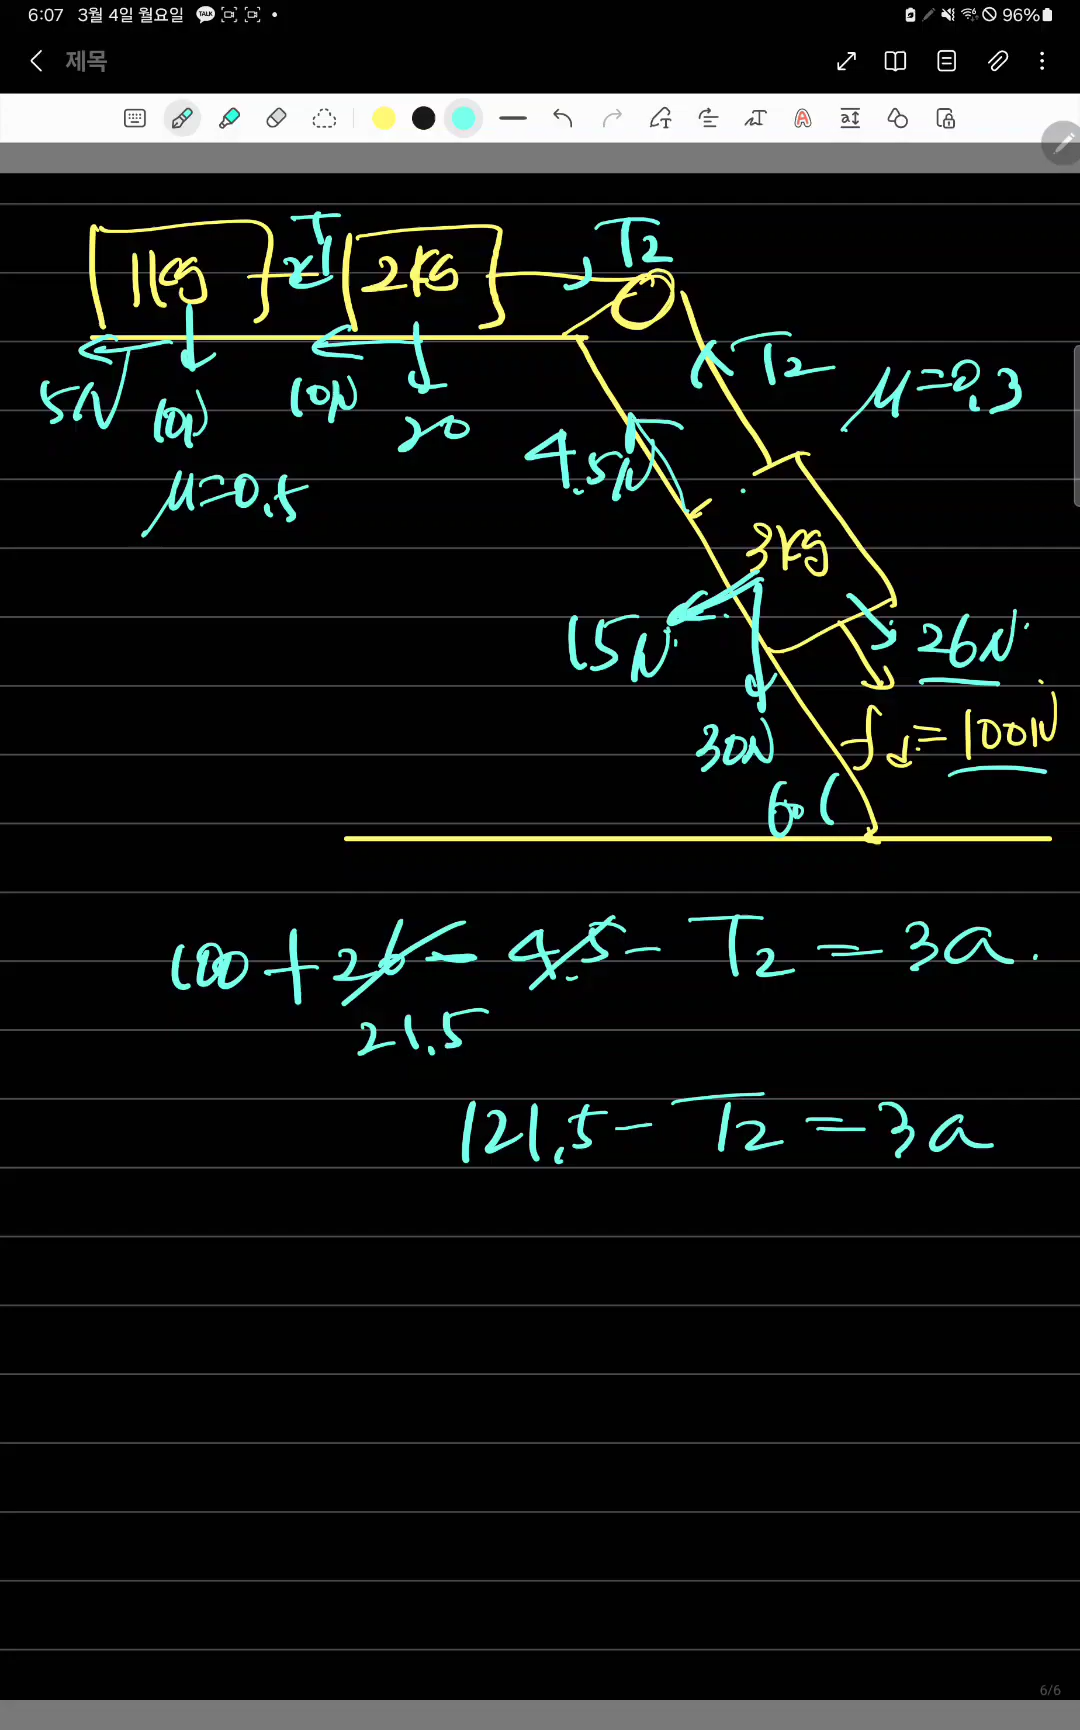 6:07 3월 4일 월요일 TALK 96%
제목
1kg T1 2kg T2
T2
μ=0.3
5N 10N 10N 20
4.5N
μ=0.5
3kg
15N 26N
30N f↓=100N
60
100+26-4.5-T2=3a.
21.5
121.5-T2=3a
6/6